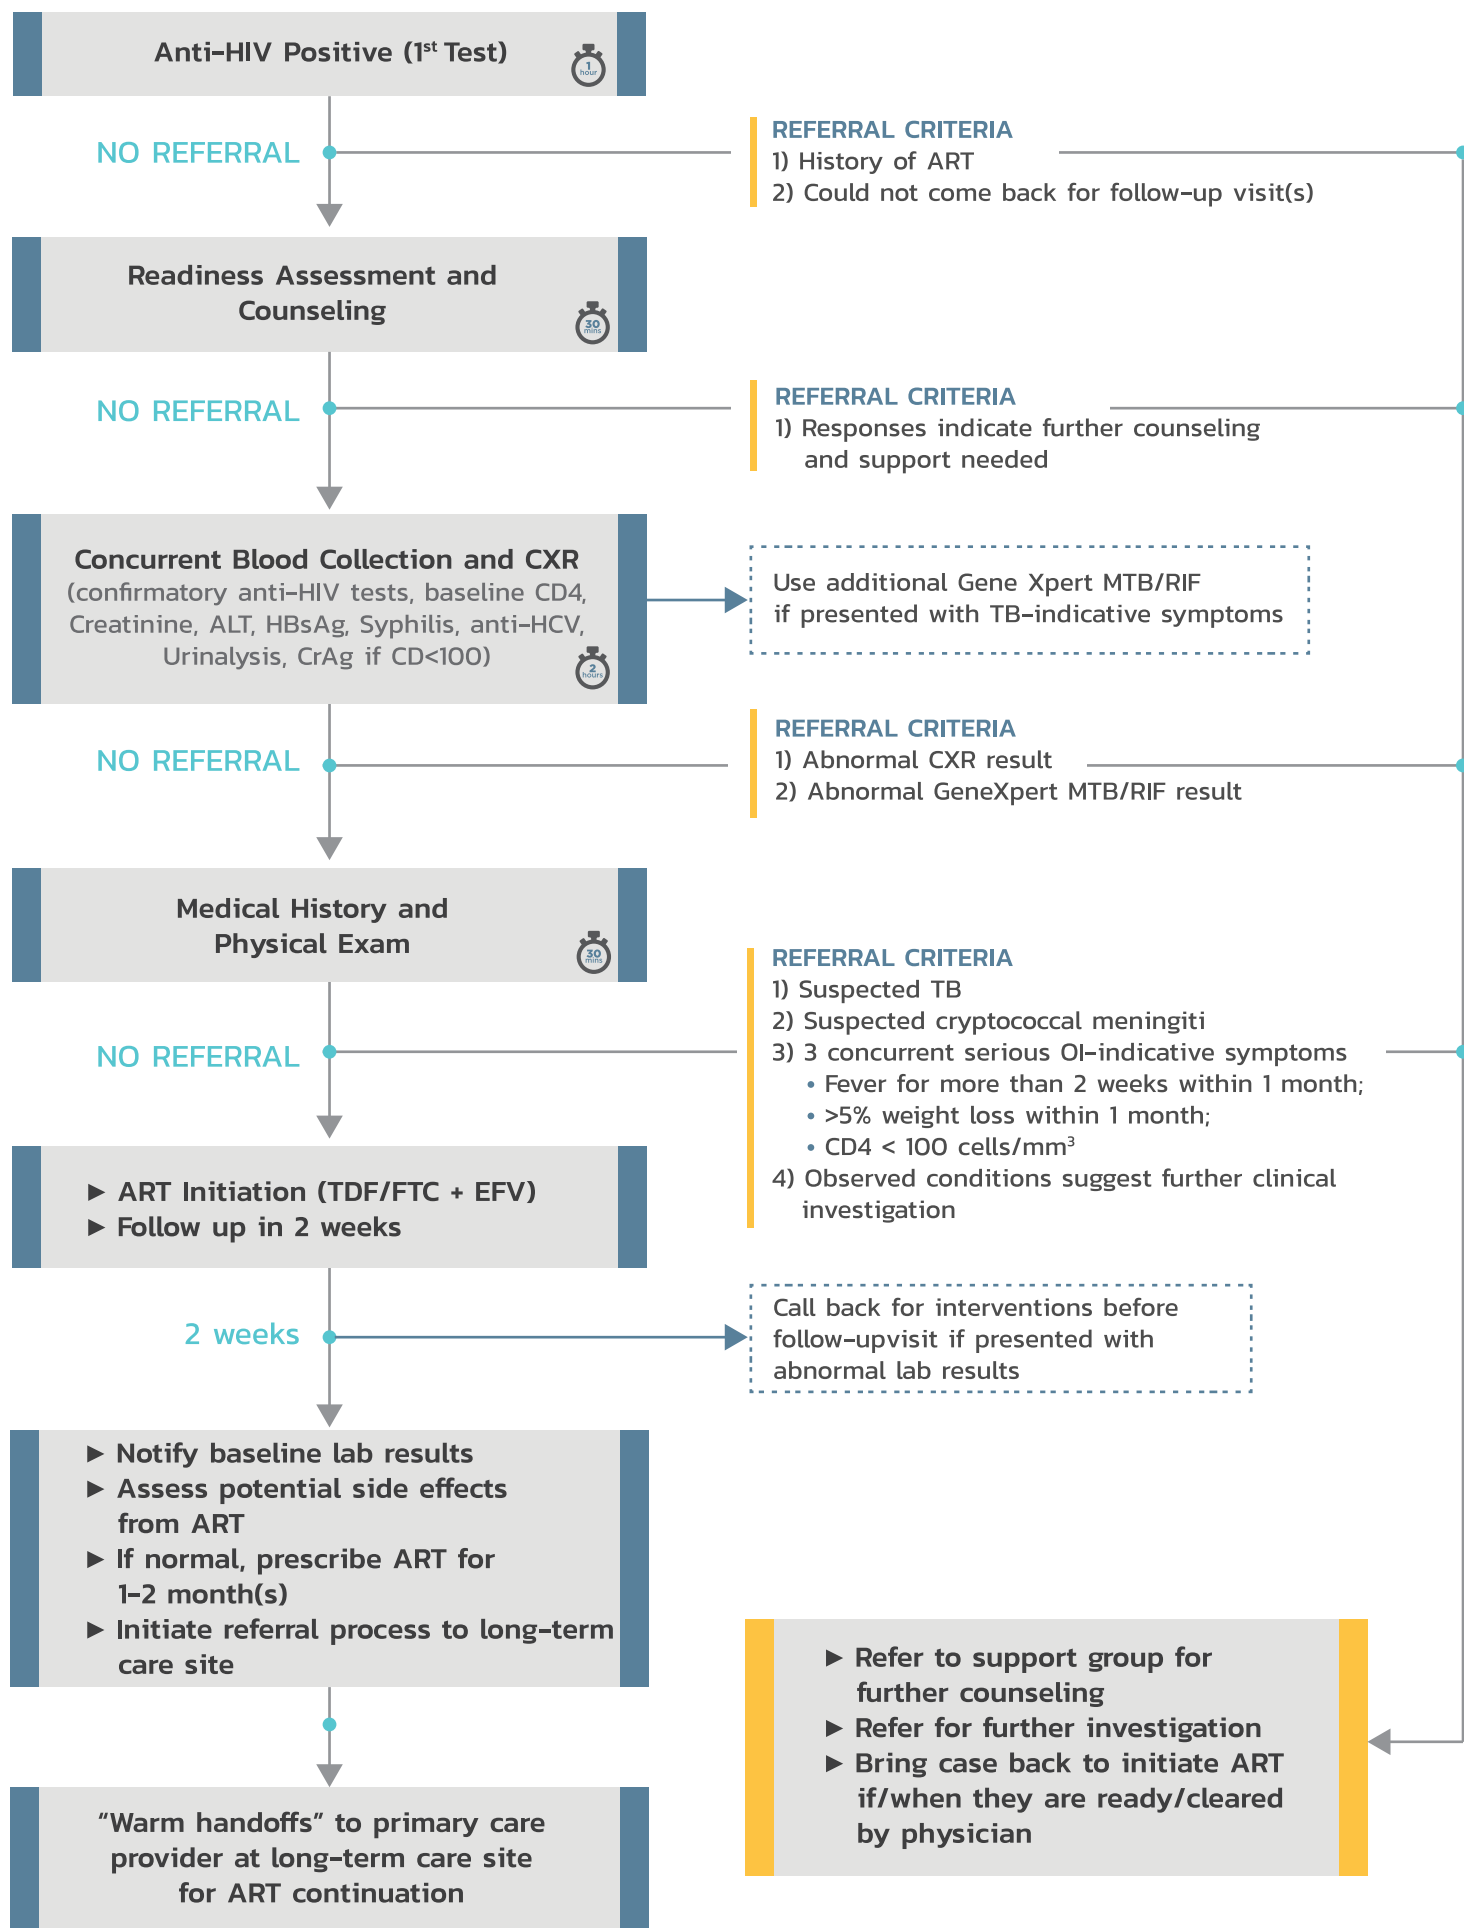 Anti-HIV Positive (1st Test)
1
hour
NO REFERRAL
REFERRAL CRITERIA
1) History of ART
2) Could not come back for follow-up visit(s)
Readiness Assessment and
Counseling
30
mins
NO REFERRAL
REFERRAL CRITERIA
1) Responses indicate further counseling
and support needed
Concurrent Blood Collection and CXR
(confirmatory anti-HIV tests, baseline CD4,
Creatinine, ALT, HBsAg, Syphilis, anti-HCV,
Urinalysis, CrAg if CD<100)
2
hours
Use additional Gene Xpert MTB/RIF
if presented with TB-indicative symptoms
NO REFERRAL
REFERRAL CRITERIA
1) Abnormal CXR result
2) Abnormal GeneXpert MTB/RIF result
Medical History and
Physical Exam
30
mins
NO REFERRAL
REFERRAL CRITERIA
1) Suspected TB
2) Suspected cryptococcal meningiti
3) 3 concurrent serious OI-indicative symptoms
• Fever for more than 2 weeks within 1 month;
• >5% weight loss within 1 month;
• CD4 < 100 cells/mm³
4) Observed conditions suggest further clinical
investigation
► ART Initiation (TDF/FTC + EFV)
► Follow up in 2 weeks
2 weeks
Call back for interventions before
follow-upvisit if presented with
abnormal lab results
► Notify baseline lab results
► Assess potential side effects
from ART
► If normal, prescribe ART for
1-2 month(s)
► Initiate referral process to long-term
care site
► Refer to support group for
further counseling
► Refer for further investigation
► Bring case back to initiate ART
if/when they are ready/cleared
by physician
“Warm handoffs” to primary care
provider at long-term care site
for ART continuation